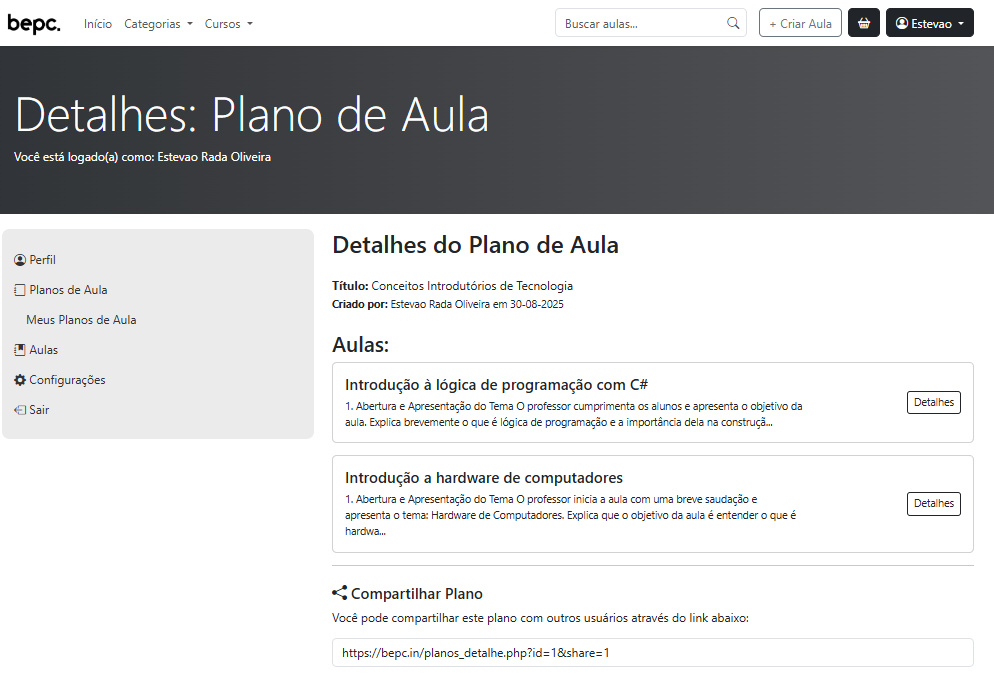 bepc. Início Categorias Cursos Buscar aulas... + Criar Aula Estevao
Detalhes: Plano de Aula
Você está logado(a) como: Estevao Rada Oliveira
Perfil
Planos de Aula
Meus Planos de Aula
Aulas
Configurações
Sair
Detalhes do Plano de Aula
Título: Conceitos Introdutórios de Tecnologia
Criado por: Estevao Rada Oliveira em 30-08-2025
Aulas:
Introdução à lógica de programação com C#
1. Abertura e Apresentação do Tema O professor cumprimenta os alunos e apresenta o objetivo da
aula. Explica brevemente o que é lógica de programação e a importância dela na construçã...
Detalhes
Introdução a hardware de computadores
1. Abertura e Apresentação do Tema O professor inicia a aula com uma breve saudação e
apresenta o tema: Hardware de Computadores. Explica que o objetivo da aula é entender o que é
hardwa...
Detalhes
Compartilhar Plano
Você pode compartilhar este plano com outros usuários através do link abaixo:
https://bepc.in/planos_detalhe.php?id=1&share=1